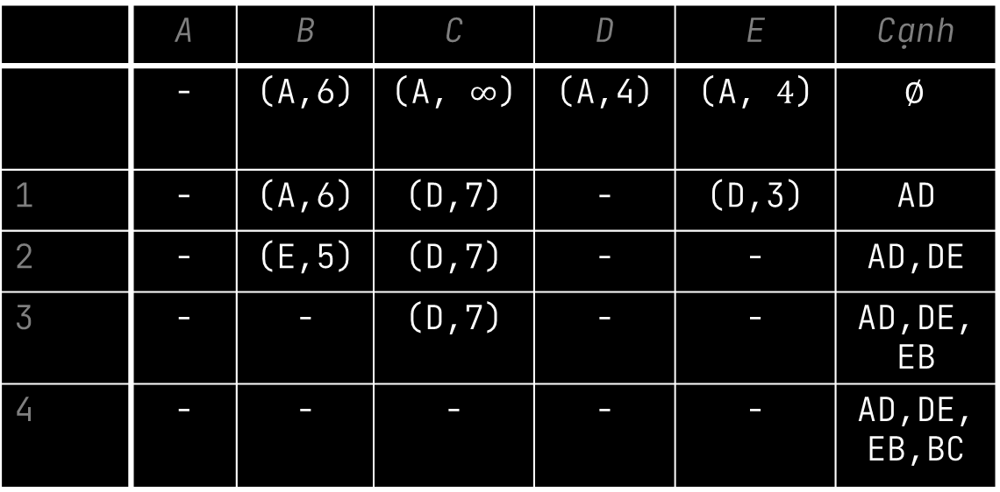 A B C D E Cạnh
- (A,6) (A, ∞) (A,4) (A, 4) Ø
1 - (A,6) (D,7) - (D,3) AD
2 - (E,5) (D,7) - - AD,DE
3 - - (D,7) - - AD,DE,
EB
4 - - - - - AD,DE,
EB,BC